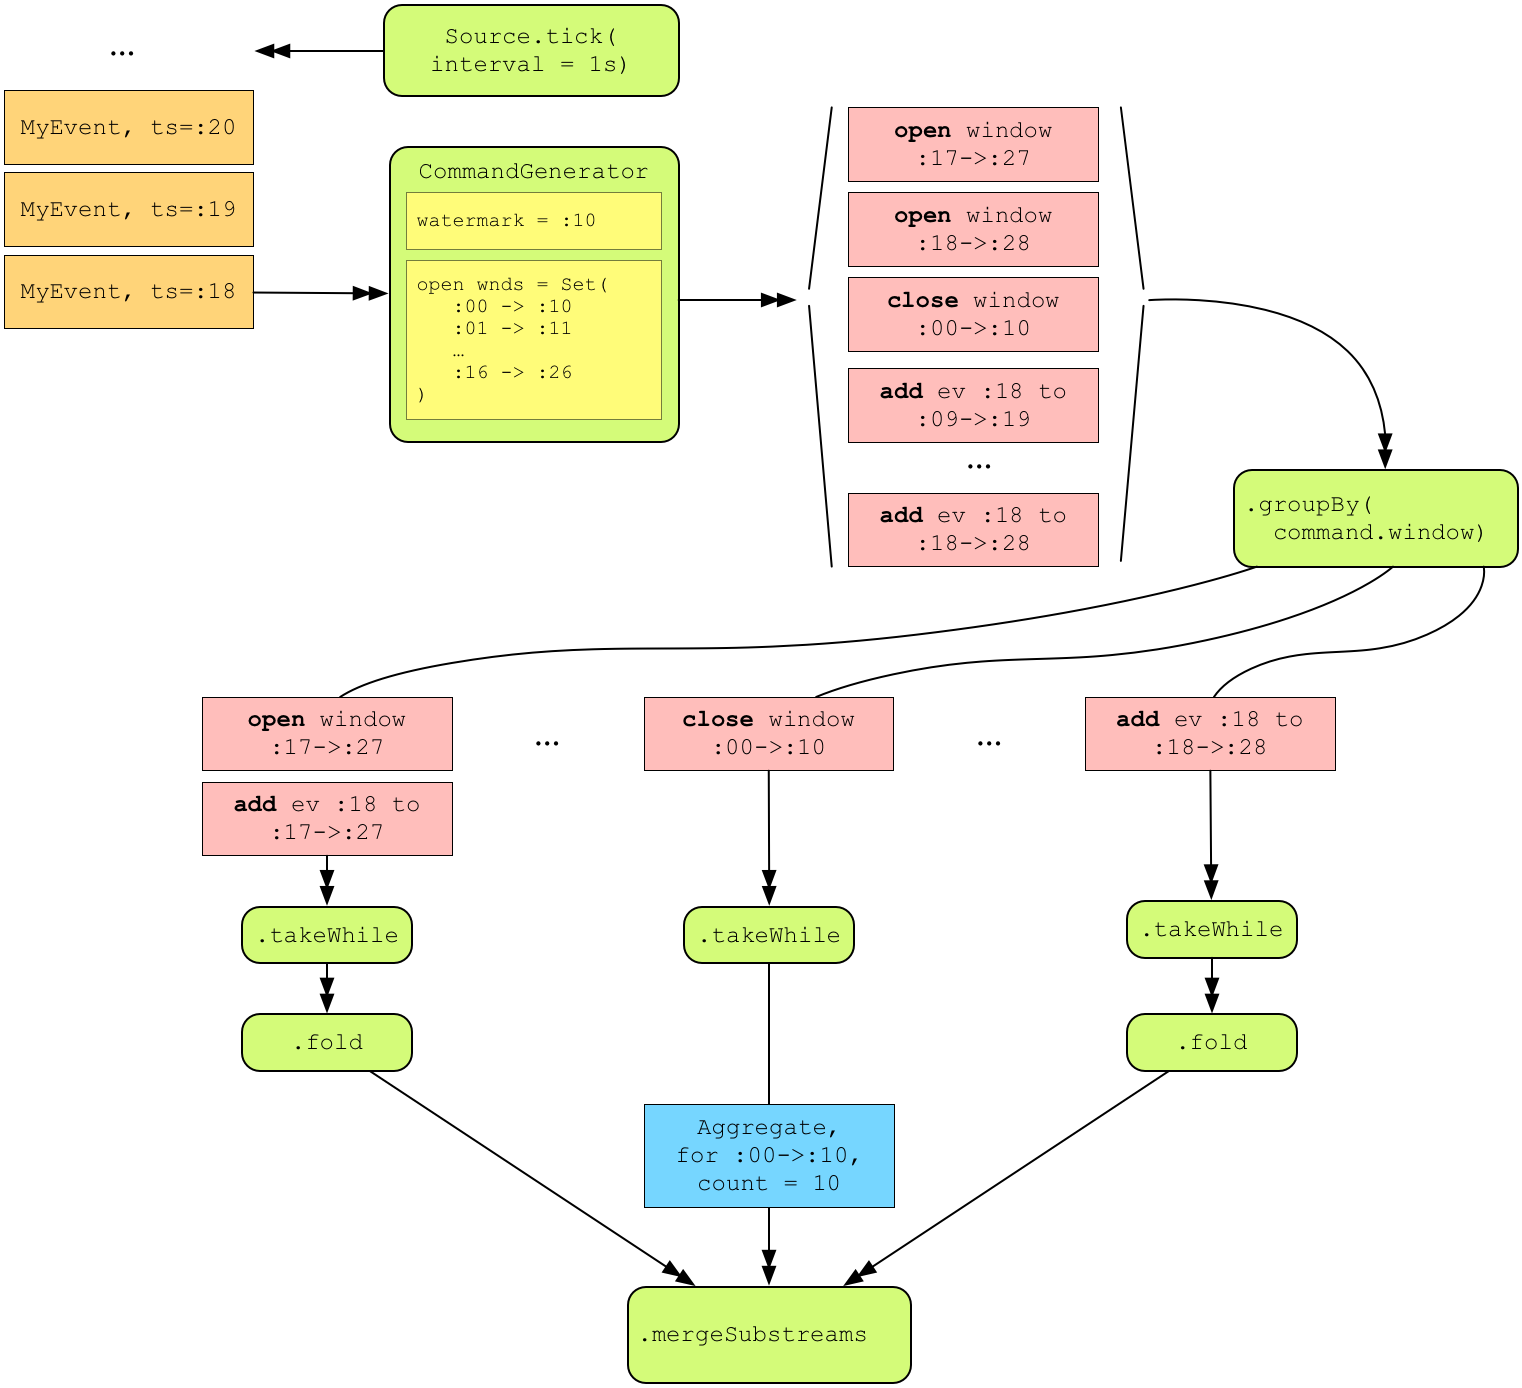 Source.tick(
interval = 1s)
...
MyEvent, ts=:20
MyEvent, ts=:19
MyEvent, ts=:18
CommandGenerator
watermark = :10
open wnds = Set(
:00 -> :10
:01 -> :11
…
:16 -> :26
)
open window
:17->:27
open window
:18->:28
close window
:00->:10
add ev :18 to
:09->:19
...
add ev :18 to
:18->:28
.groupBy(
command.window)
open window
:17->:27
add ev :18 to
:17->:27
...
close window
:00->:10
...
add ev :18 to
:18->:28
.takeWhile
.takeWhile
.takeWhile
.fold
.fold
Aggregate,
for :00->:10,
count = 10
.mergeSubstreams